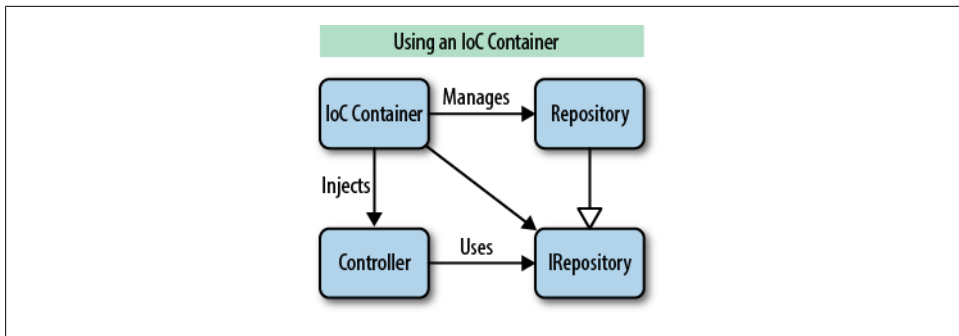 Using an IoC Container
IoC Container
Manages
Repository
Injects
Controller
Uses
IRepository